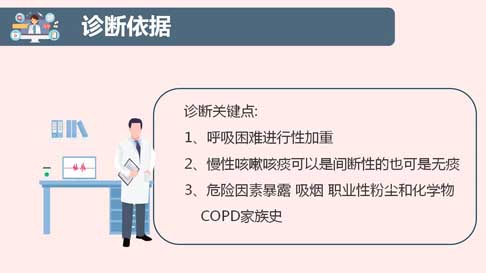 诊断依据
诊断关键点:
1、呼吸困难进行性加重
2、慢性咳嗽咳痰可以是间断性的也可是无痰
3、危险因素暴露 吸烟 职业性粉尘和化学物
COPD家族史